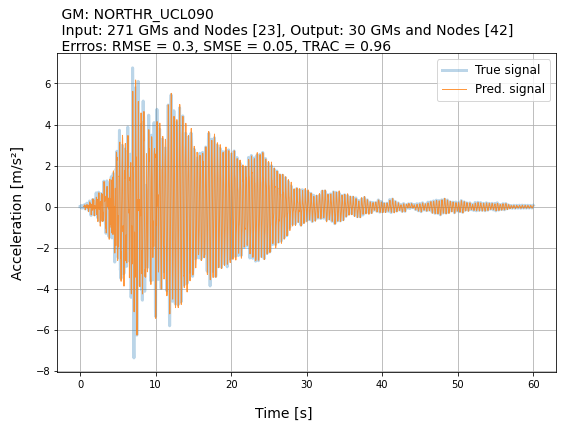 GM: NORTHR_UCL090
Input: 271 GMs and Nodes [23], Output: 30 GMs and Nodes [42]
Erros: RMSE = 0.3, SMSE = 0.05, TRAC = 0.96
True signal
Pred. signal
Acceleration [m/s²]
6
4
2
0
−2
−4
−6
−8
0
10
20
30
40
50
60
Time [s]